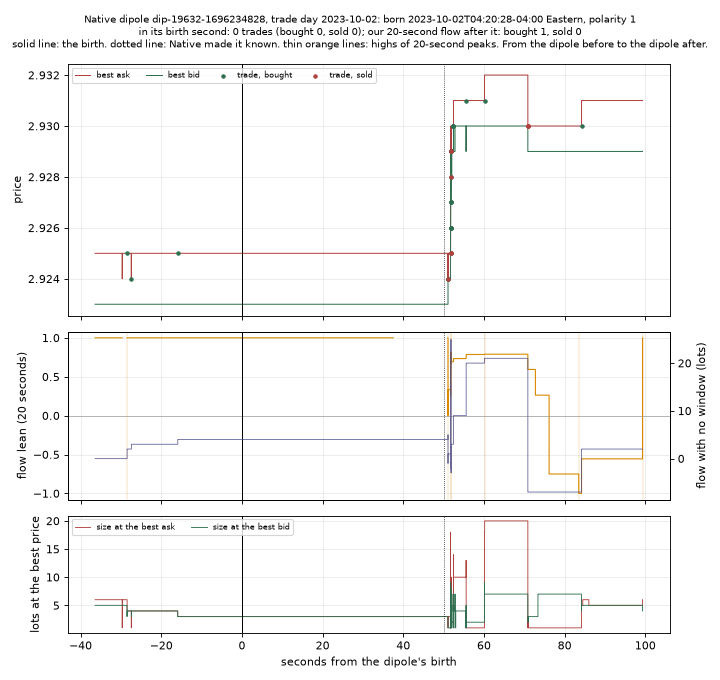 Native dipole dip-19632-1696234828, trade day 2023-10-02: born 2023-10-02T04:20:28-04:00 Eastern, polarity 1
in its birth second: 0 trades (bought 0, sold 0); our 20-second flow after it: bought 1, sold 0
solid line: the birth. dotted line: Native made it known. thin orange lines: highs of 20-second peaks. From the dipole before to the dipole after.
best ask best bid trade, bought trade, sold
2.932
2.930
2.928
2.926
2.924
price
1.0
0.5
0.0
−0.5
−1.0
flow lean (20 seconds)
20
10
0
flow with no window (lots)
size at the best ask size at the best bid
20
15
10
5
lots at the best price
−40 −20 0 20 40 60 80 100
seconds from the dipole's birth